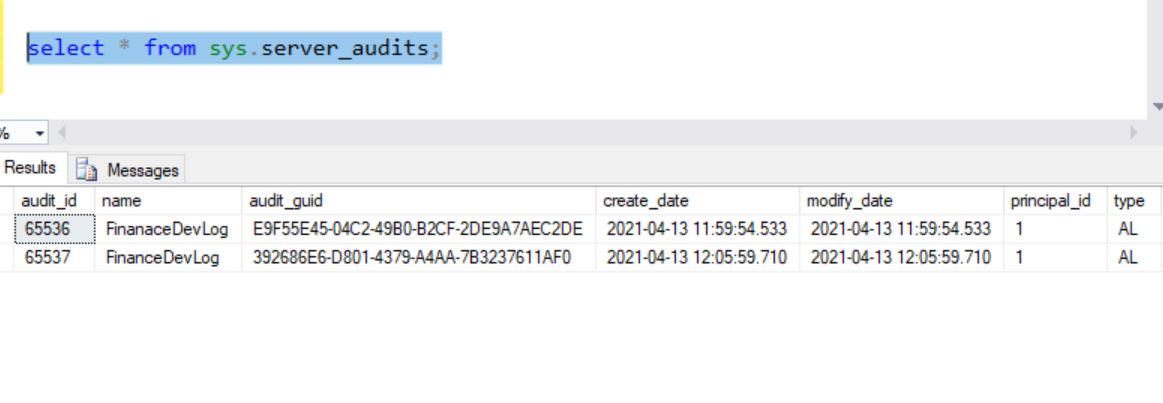 select * from sys.server_audits;
%
Results Messages
audit_id name audit_guid create_date modify_date principal_id type
65536 FinanaceDevLog E9F55E45-04C2-49B0-B2CF-2DE9A7AEC2DE 2021-04-13 11:59:54.533 2021-04-13 11:59:54.533 1 AL
65537 FinanceDevLog 392686E6-D801-4379-A4AA-7B3237611AF0 2021-04-13 12:05:59.710 2021-04-13 12:05:59.710 1 AL